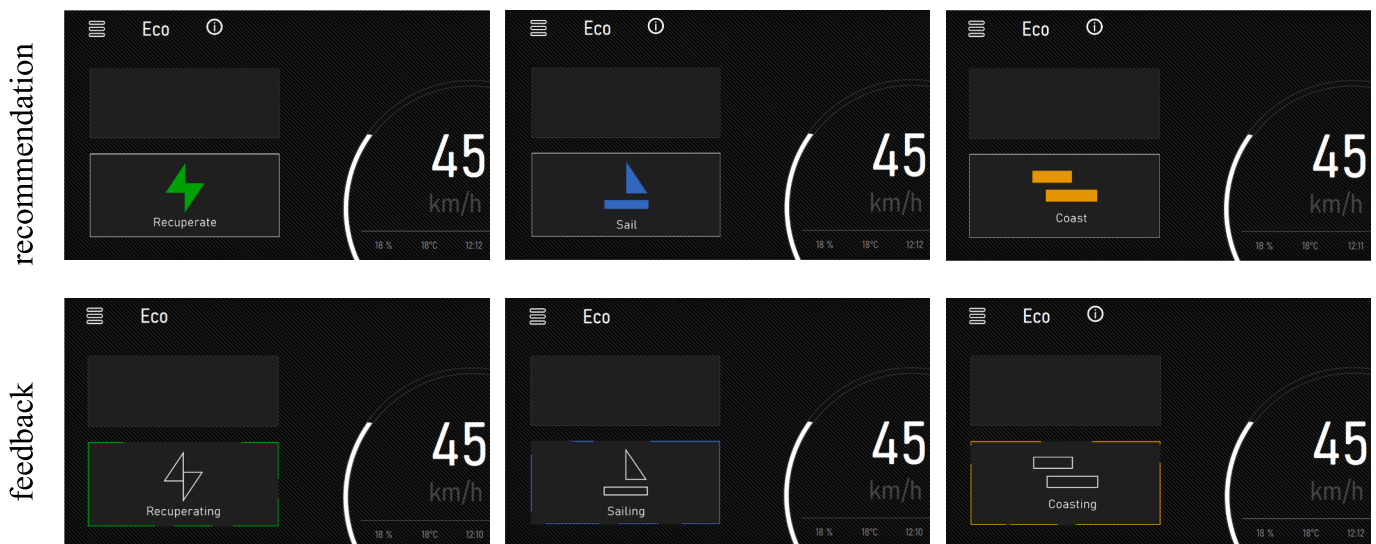 recommendation
Eco
45
km/h
Recuperate
18 % 18°C 12:12
Eco
45
km/h
Sail
18 % 18°C 12:12
Eco
45
km/h
Coast
18 % 18°C 12:11
feedback
Eco
45
km/h
Recuperating
18 % 18°C 12:10
Eco
45
km/h
Sailing
18 % 18°C 12:10
Eco
45
km/h
Coasting
18 % 18°C 12:12